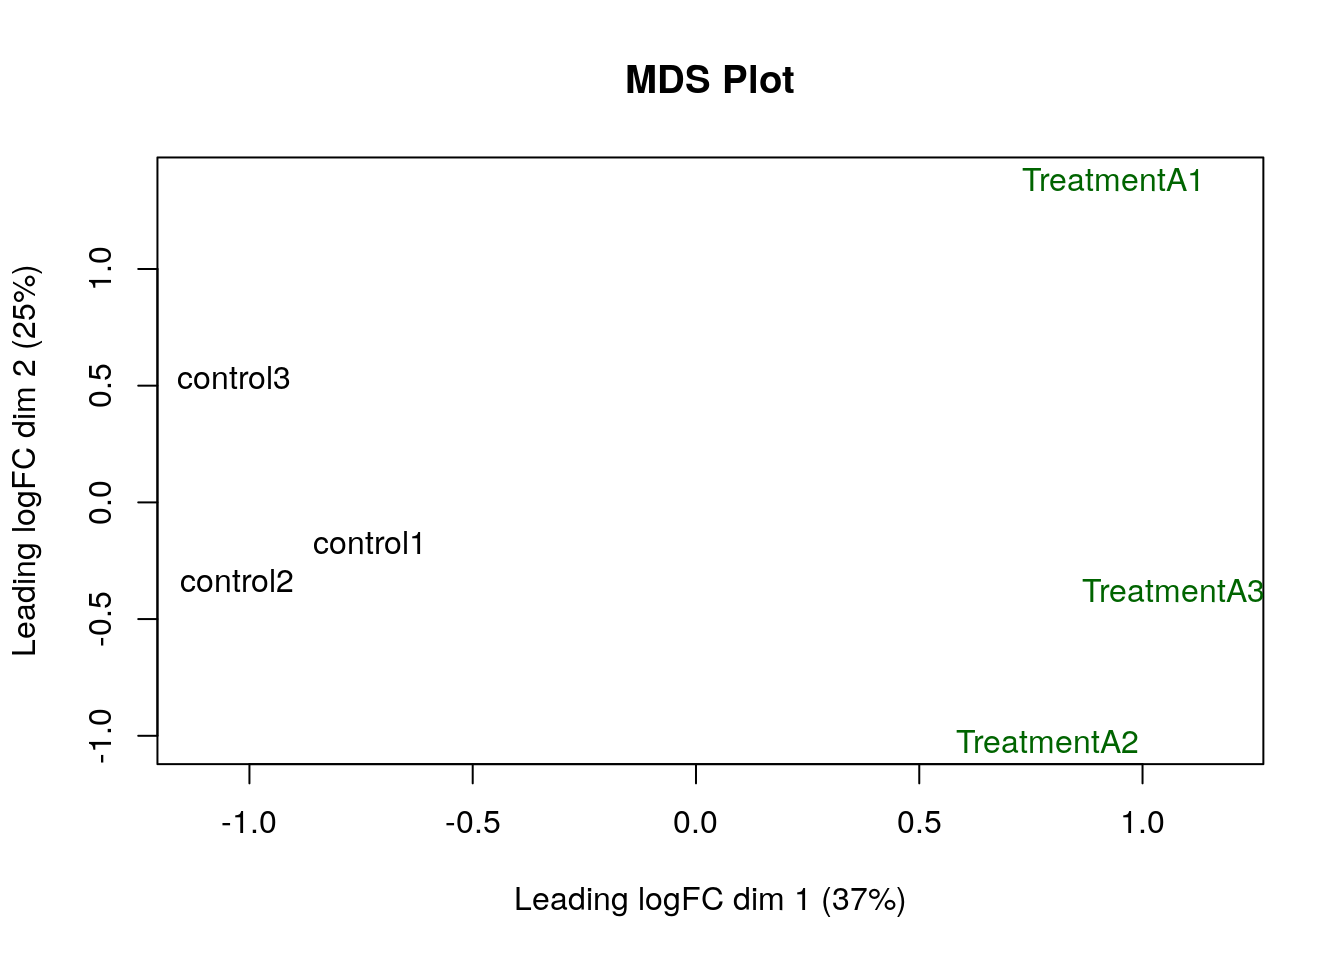 MDS Plot
TreatmentA1
control3
control1
control2
TreatmentA3
TreatmentA2
Leading logFC dim 2 (25%)
1.0
0.5
0.0
-0.5
-1.0
-1.0 -0.5 0.0 0.5 1.0
Leading logFC dim 1 (37%)